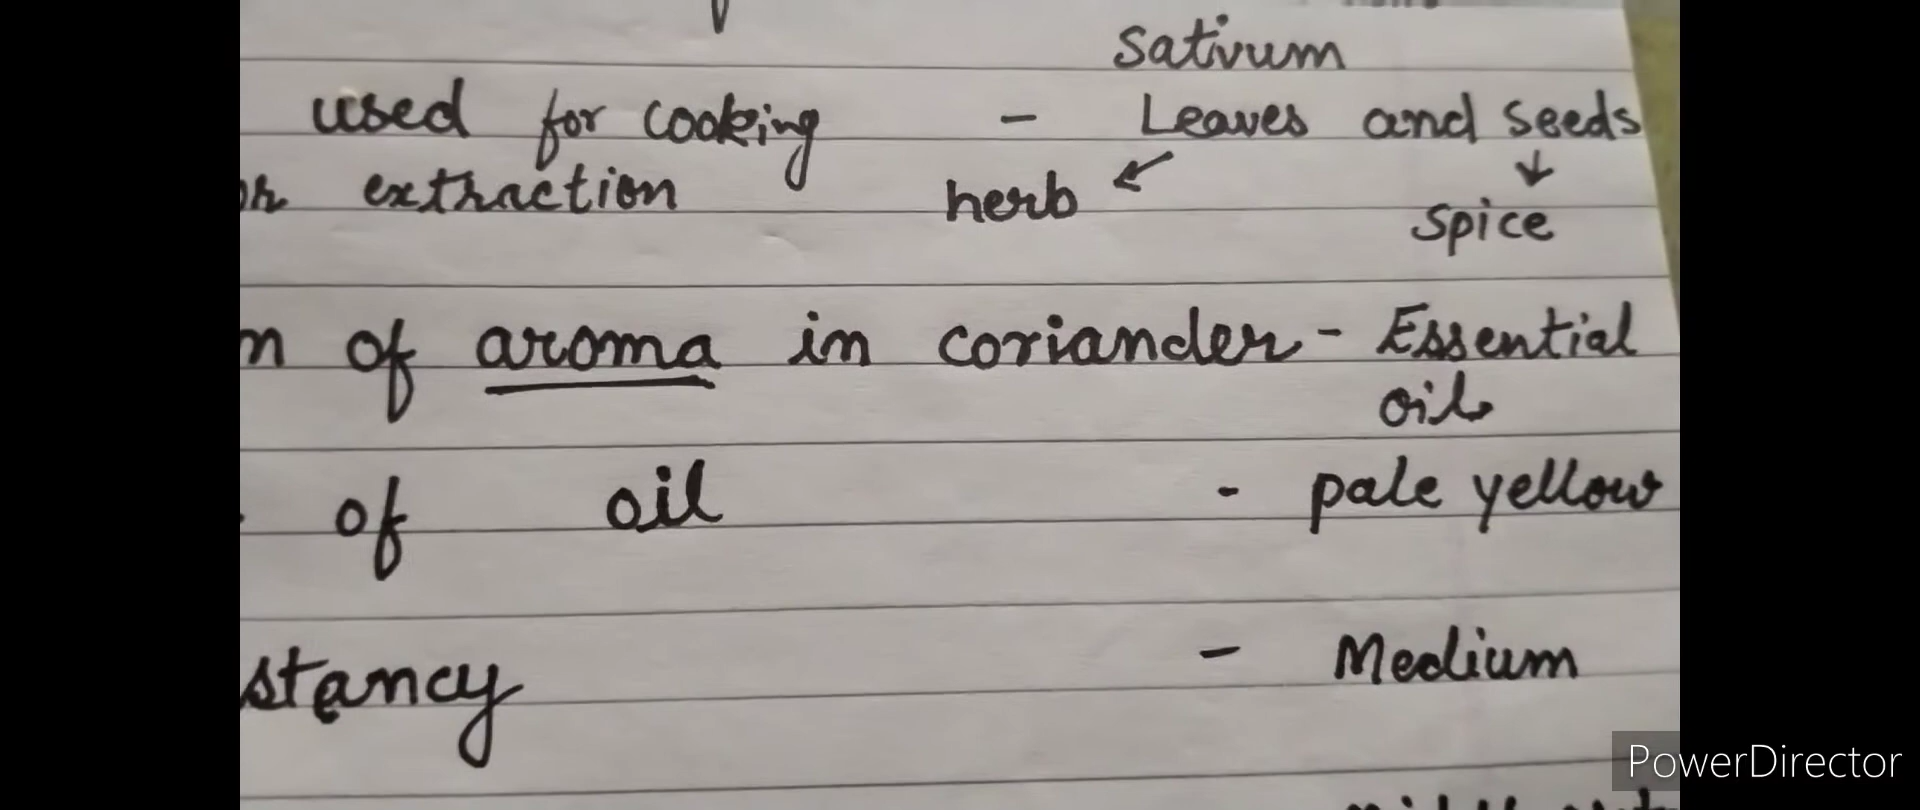 sativum
used for cooking - Leaves and seeds
extraction herb
spice
of aroma in coriander - Essential
oil
of oil - pale yellow
stancy - Medium
PowerDirector